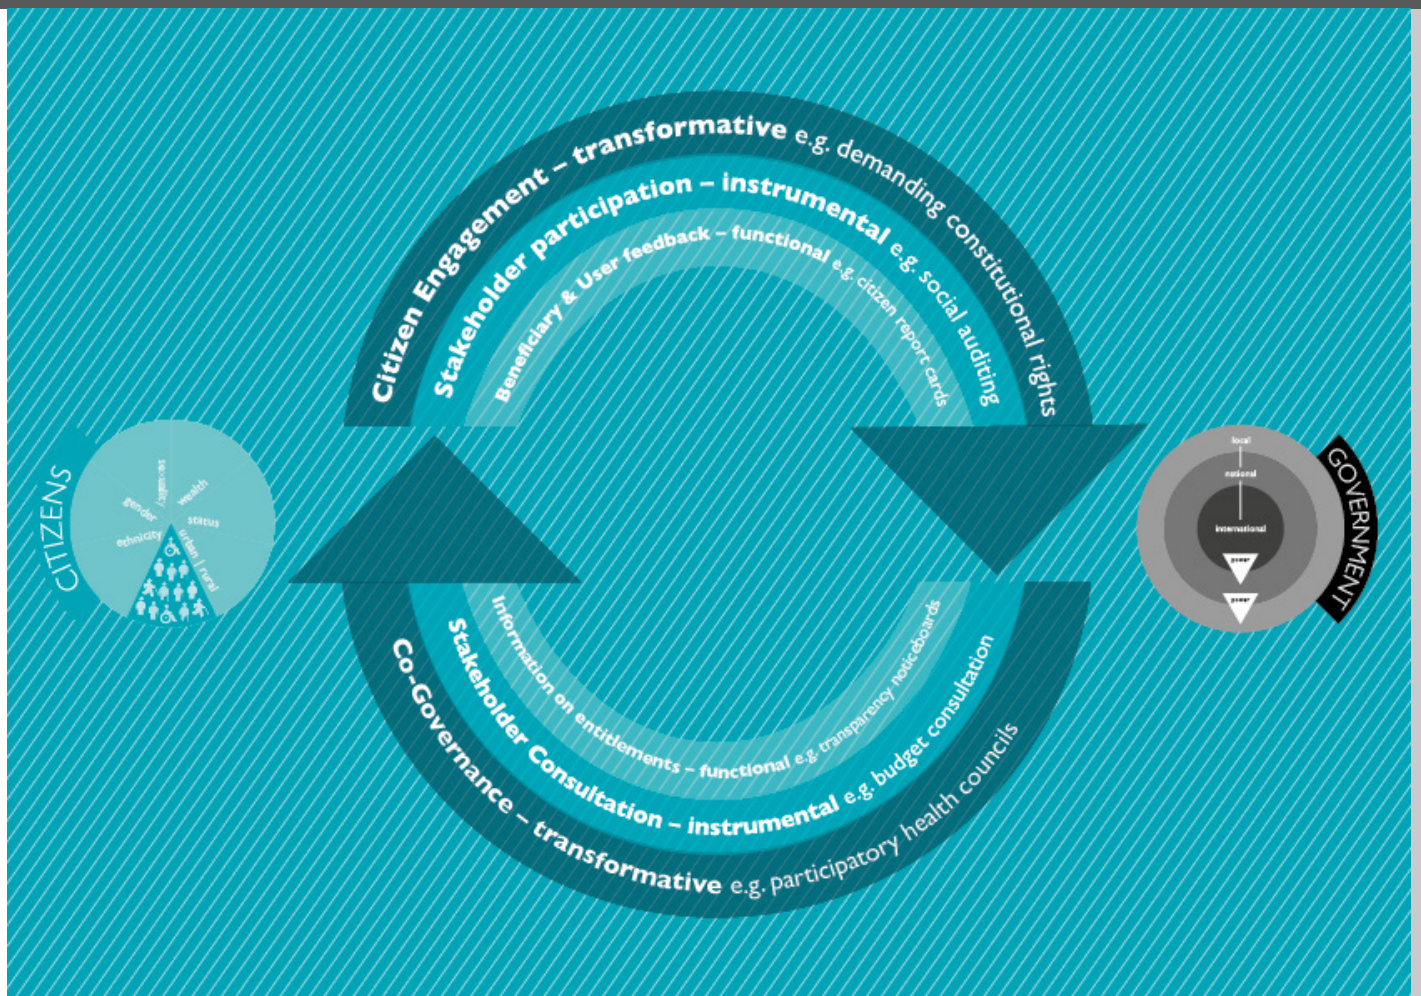 Citizen Engagement – transformative e.g. demanding constitutional rights
Stakeholder participation – instrumental e.g. social auditing
Beneficiary & User feedback – functional e.g. citizen report cards
CITIZENS
sexuality
wealth
gender
status
ethnicity
urban | rural
local
national
international
power
power
GOVERNMENT
Information on entitlements – functional e.g. transparency noticeboards
Stakeholder Consultation – instrumental e.g. budget consultation
Co-Governance – transformative e.g. participatory health councils